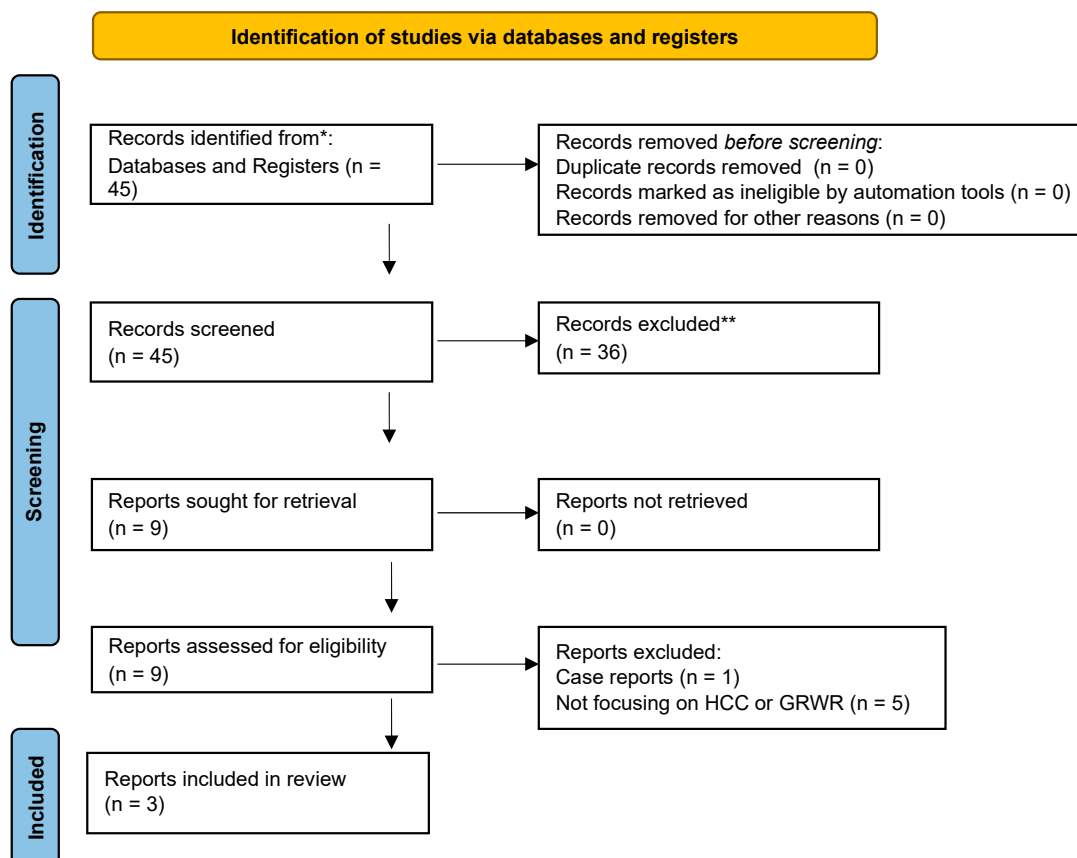 Identification of studies via databases and registers
Identification
Records identified from*:
Databases and Registers (n =
45)
Records removed before screening:
Duplicate records removed  (n = 0)
Records marked as ineligible by automation tools (n = 0)
Records removed for other reasons (n = 0)
Screening
Records screened
(n = 45)
Records excluded**
(n = 36)
Reports sought for retrieval
(n = 9)
Reports not retrieved
(n = 0)
Reports assessed for eligibility
(n = 9)
Reports excluded:
Case reports (n = 1)
Not focusing on HCC or GRWR (n = 5)
Included
Reports included in review
(n = 3)